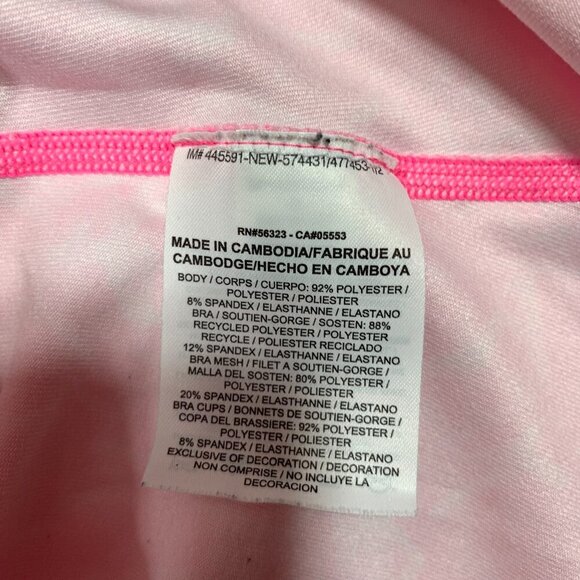 IM# 445591-NEW-574431/477453-1/2
RN#56323 - CA#05553
MADE IN CAMBODIA/FABRIQUE AU
CAMBODGE/HECHO EN CAMBOYA
BODY / CORPS / CUERPO: 92% POLYESTER /
POLYESTER / POLIESTER
8% SPANDEX / ELASTHANNE / ELASTANO
BRA / SOUTIEN-GORGE / SOSTEN: 88%
RECYCLED POLYESTER / POLYESTER
RECYCLE / POLIESTER RECICLADO
12% SPANDEX / ELASTHANNE / ELASTANO
BRA MESH / FILET A SOUTIEN-GORGE /
MALLA DEL SOSTEN: 80% POLYESTER /
POLYESTER / POLIESTER
20% SPANDEX / ELASTHANNE / ELASTANO
BRA CUPS / BONNETS DE SOUTIEN-GORGE /
COPA DEL BRASSIERE: 92% POLYESTER /
POLYESTER / POLIESTER
8% SPANDEX / ELASTHANNE / ELASTANO
EXCLUSIVE OF DECORATION / DECORATION
NON COMPRISE / NO INCLUYE LA
DECORACION